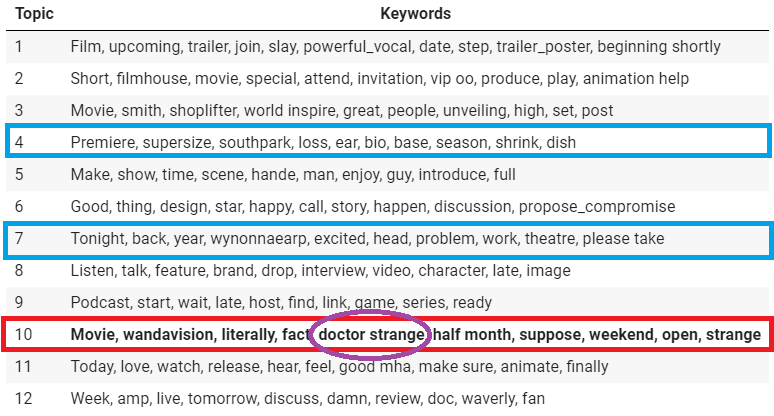 Topic Keywords
1 Film, upcoming, trailer, join, slay, powerful_vocal, date, step, trailer_poster, beginning shortly
2 Short, filmhouse, movie, special, attend, invitation, vip oo, produce, play, animation help
3 Movie, smith, shoplifter, world inspire, great, people, unveiling, high, set, post
4 Premiere, supersize, southpark, loss, ear, bio, base, season, shrink, dish
5 Make, show, time, scene, hande, man, enjoy, guy, introduce, full
6 Good, thing, design, star, happy, call, story, happen, discussion, propose_compromise
7 Tonight, back, year, wynonnaearp, excited, head, problem, work, theatre, please take
8 Listen, talk, feature, brand, drop, interview, video, character, late, image
9 Podcast, start, wait, late, host, find, link, game, series, ready
10 Movie, wandavision, literally, fact, doctor strange, half month, suppose, weekend, open, strange
11 Today, love, watch, release, hear, feel, good mha, make sure, animate, finally
12 Week, amp, live, tomorrow, discuss, damn, review, doc, waverly, fan